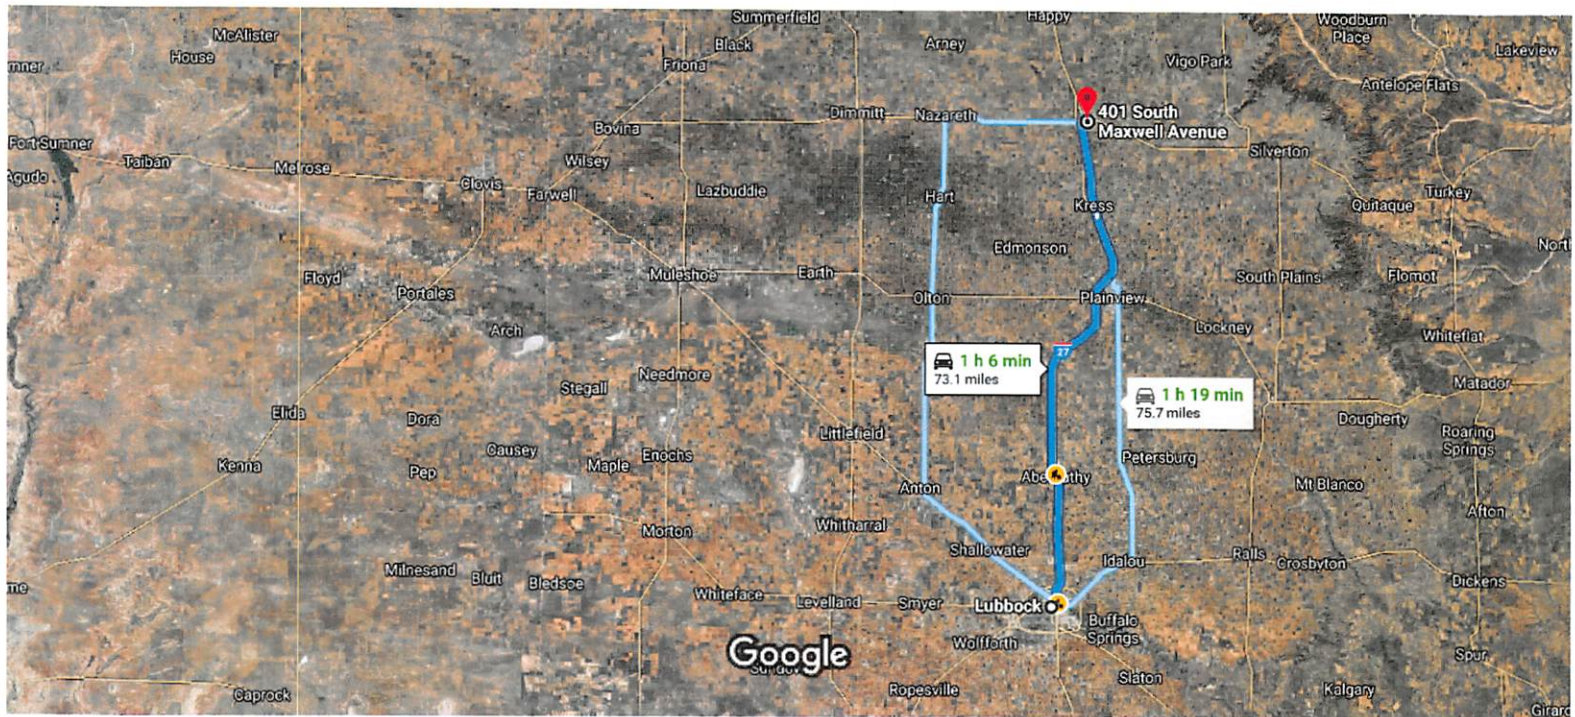 Summerfield
Happy
Woodburn
Place
McAlister
Black
Arney
Lakeview
House
Friona
Vigo Park
mner
Antelope Flats
401 South
Maxwell Avenue
Dimmitt
Nazareth
Bovina
Fort Sumner
Taiban
Melrose
Wilsey
Silverton
Agudo
Clovis
Farwell
Lazbuddie
Hart
Kress
Turkey
Quitaque
Edmonson
Floyd
Portales
Muleshoe
Earth
South Plains
Flomot
Olton
Plainview
Arch
Lockney
Whiteflat
27
1 h 6 min
73.1 miles
Stegall
Needmore
1 h 19 min
75.7 miles
Matador
Elida
Dora
Dougherty
Causey
Littlefield
Roaring
Springs
Kenna
Pep
Maple
Enochs
Petersburg
Anton
Mt Blanco
Afton
Morton
Whitharral
Shallowater
Idalou
Ralls
Crosbyton
Milnesand
Bluit
Bledsoe
Dickens
me
Whiteface
Levelland
Smyer
Lubbock
Buffalo
Springs
Wolfforth
Google
Spur
Caprock
Ropesville
Slaton
Kalgary
Girard